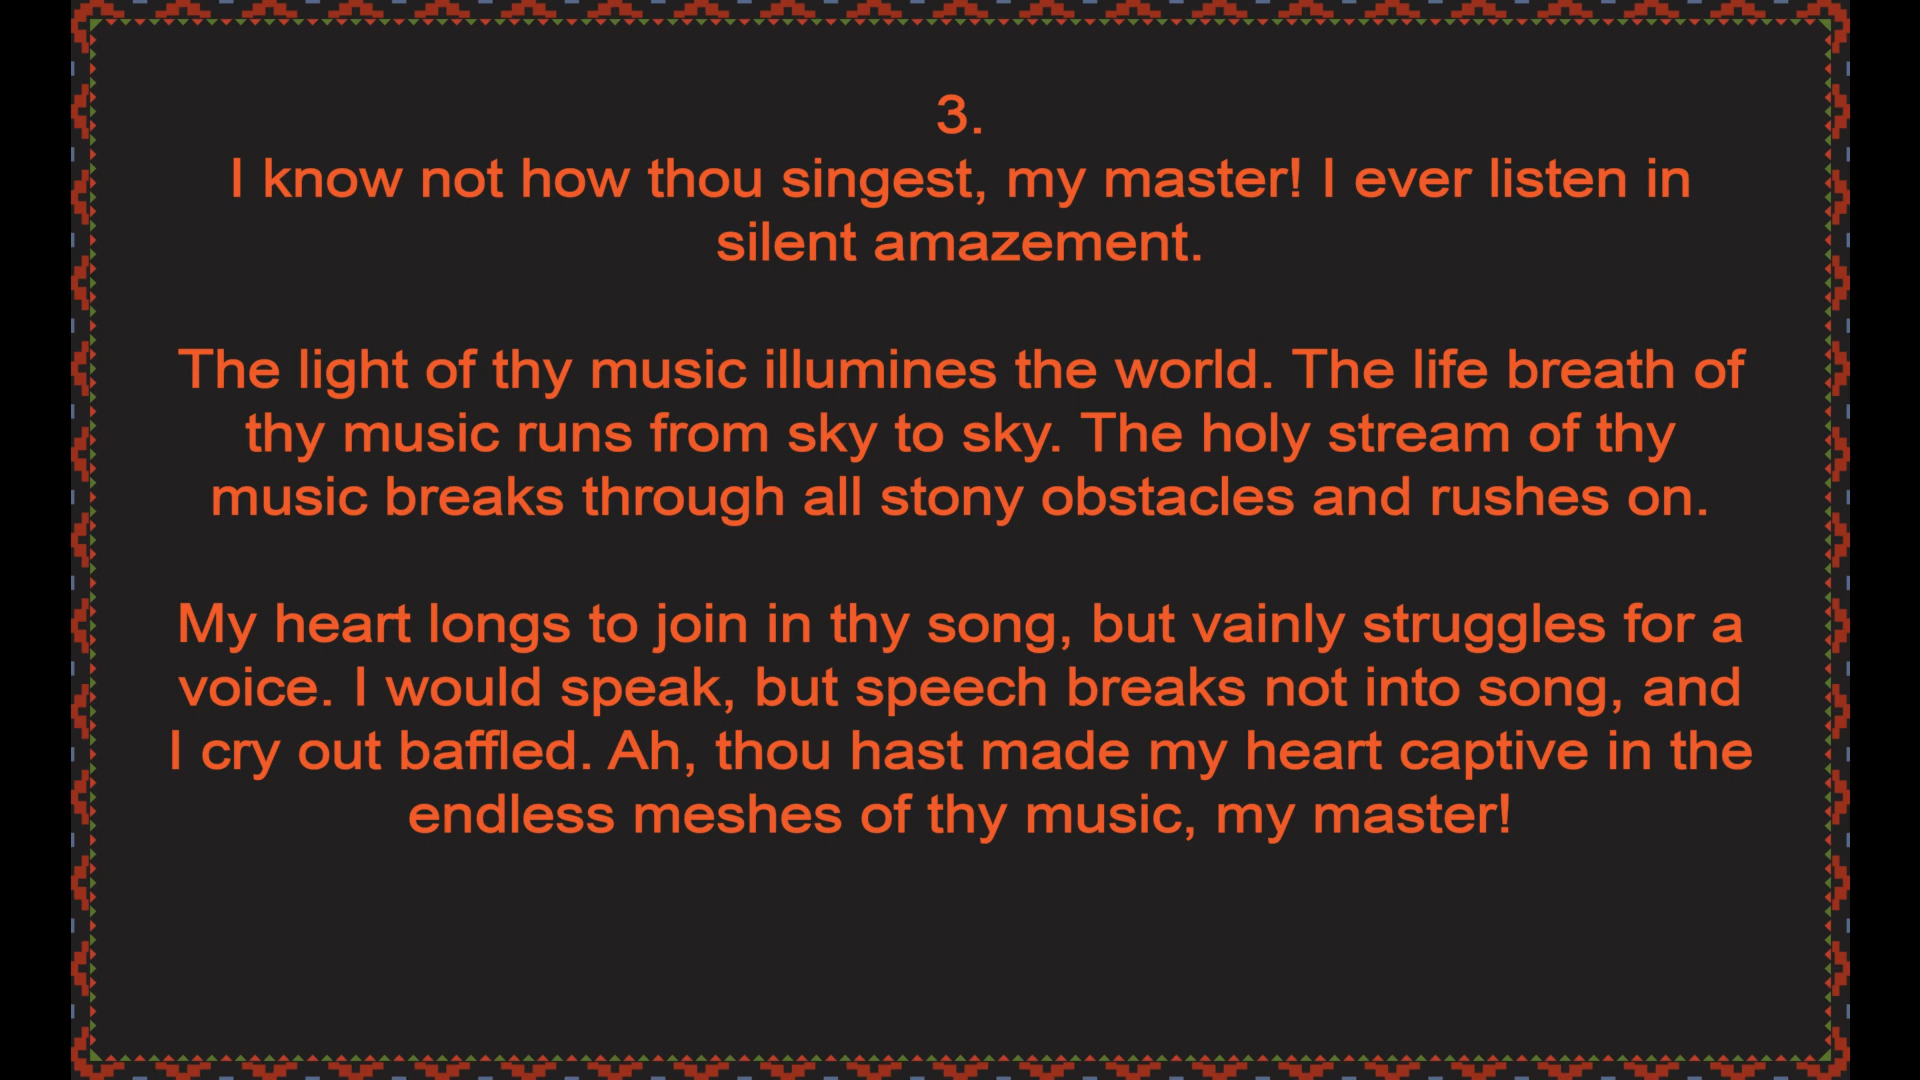 3.
I know not how thou singest, my master! I ever listen in
silent amazement.
The light of thy music illumines the world. The life breath of
thy music runs from sky to sky. The holy stream of thy
music breaks through all stony obstacles and rushes on.
My heart longs to join in thy song, but vainly struggles for a
voice. I would speak, but speech breaks not into song, and
I cry out baffled. Ah, thou hast made my heart captive in the
endless meshes of thy music, my master!